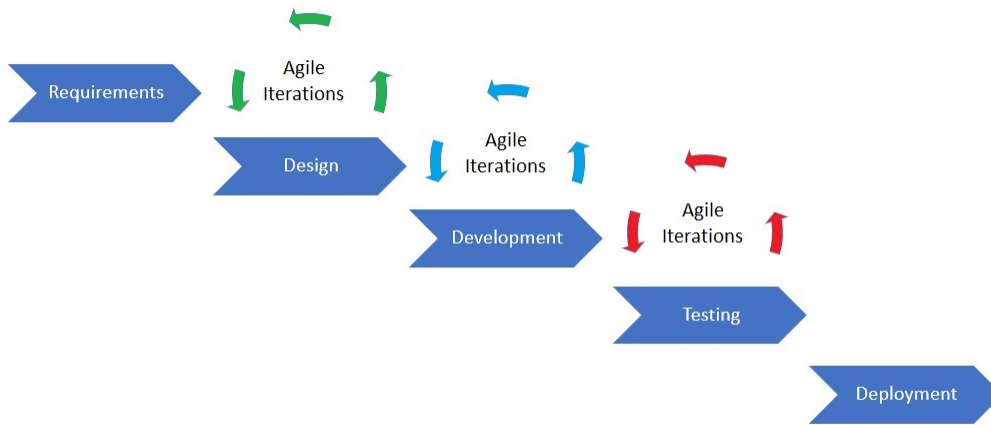 Requirements
Agile
Iterations
Design
Agile
Iterations
Development
Agile
Iterations
Testing
Deployment